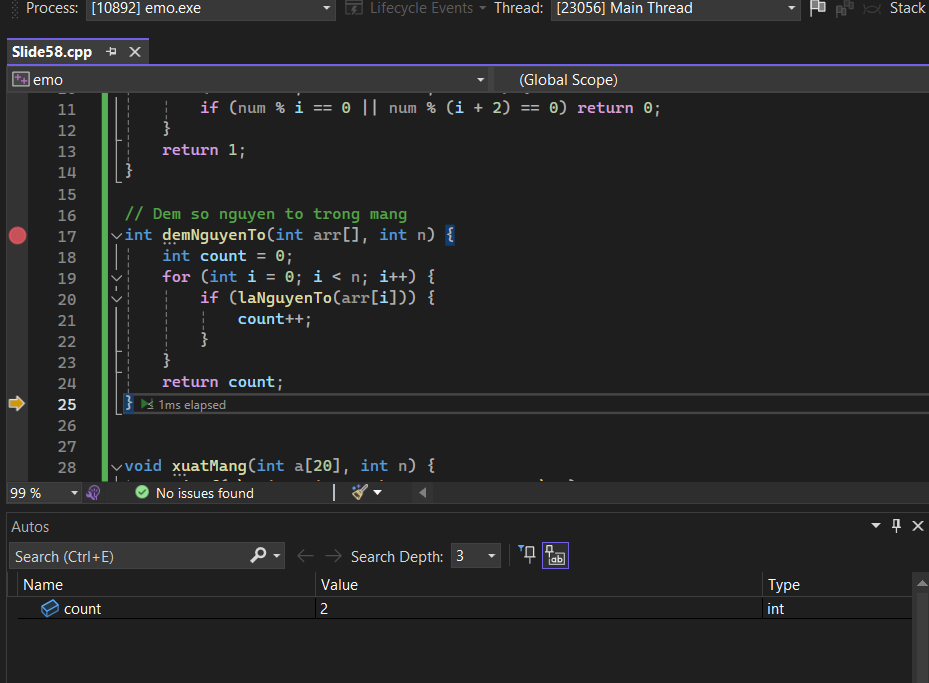 Process: [10892] emo.exe Lifecycle Events Thread: [23056] Main Thread Stack
Slide58.cpp
emo (Global Scope)
11 if (num % i == 0 || num % (i + 2) == 0) return 0;
12 }
13 return 1;
14 }
15
16 // Dem so nguyen to trong mang
17 int demNguyenTo(int arr[], int n) {
18 int count = 0;
19 for (int i = 0; i < n; i++) {
20 if (laNguyenTo(arr[i])) {
21 count++;
22 }
23 }
24 return count;
25 } 1ms elapsed
26
27
28 void xuatMang(int a[20], int n) {
99 % No issues found
Autos
Search (Ctrl+E) Search Depth: 3
Name Value Type
count 2 int